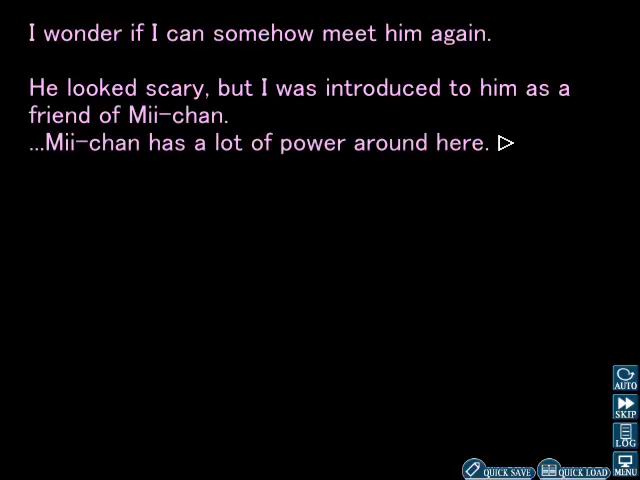 I wonder if I can somehow meet him again.
He looked scary, but I was introduced to him as a
friend of Mii-chan.
...Mii-chan has a lot of power around here.
AUTO
SKIP
LOG
MENU
QUICK SAVE
QUICK LOAD